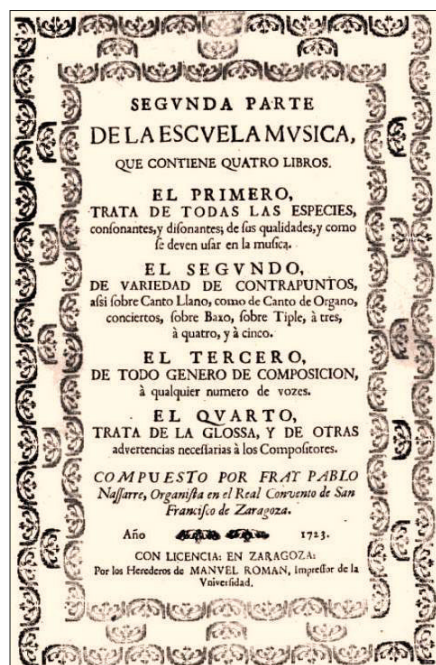 SEGVNDA PARTE
DE LA ESCVELA MVSICA,
QUE CONTIENE QUATRO LIBROS.
EL PRIMERO,
TRATA DE TODAS LAS ESPECIES,
conſonantes, y diſonantes; de ſus qualidades, y como
ſe deven uſar en la muſica.
EL SEGVNDO,
DE VARIEDAD DE CONTRAPUNTOS,
aſsi ſobre Canto Llano, como de Canto de Organo,
conciertos, ſobre Baxo, ſobre Tiple, à tres,
à quatro, y à cinco.
EL TERCERO,
DE TODO GENERO DE COMPOSICION,
à qualquier numero de vozes.
EL QVARTO,
TRATA DE LA GLOSSA, Y DE OTRAS
advertencias neceſſarias à los Compoſitores.
COMPUESTO POR FRAY PABLO
Naſſarre, Organiſta en el Real Convento de San
Franciſco de Zaragoza.
Año 1723.
CON LICENCIA: EN ZARAGOZA:
Por los Herederos de MANVEL ROMAN, Impreſſor de la
Vniverſidad.